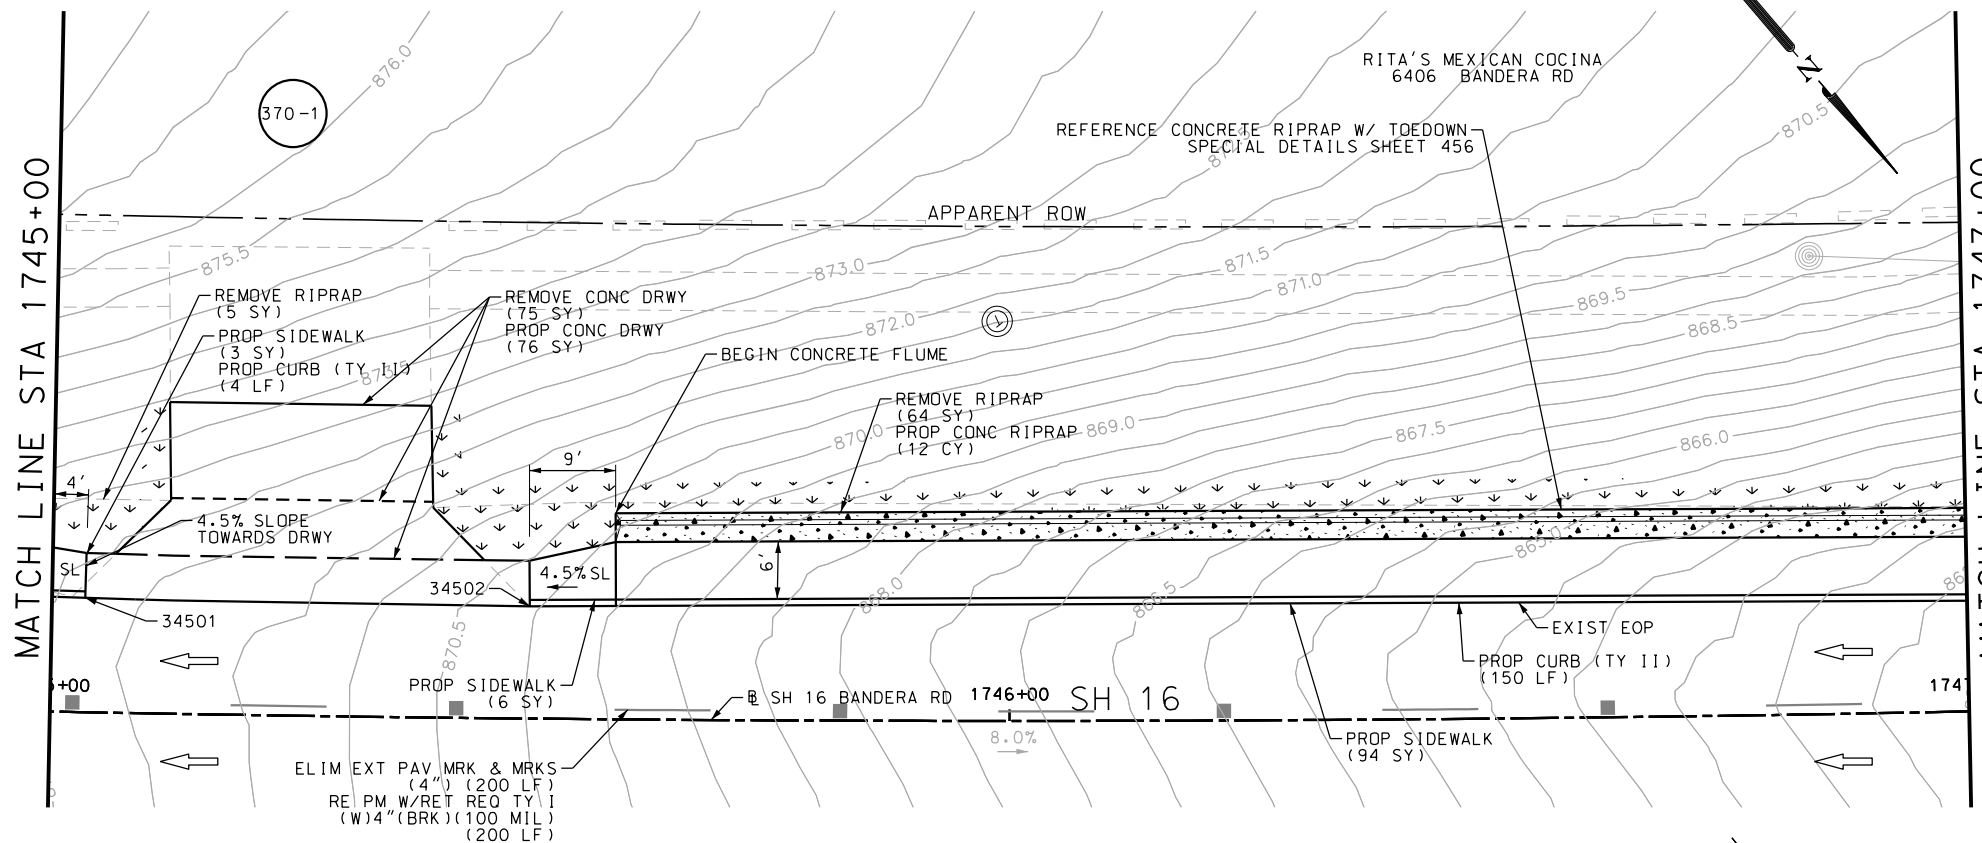 876.0
370-1
RITA'S MEXICAN COCINA
6406 BANDERA RD
N
870.5
REFERENCE CONCRETE RIPRAP W/ TOEDOWN
SPECIAL DETAILS SHEET 456
MATCH LINE STA 1745+00
APPARENT ROW
875.5
873.0
871.5
871.0
869.5
868.5
872.0
REMOVE RIPRAP
(5 SY)
PROP SIDEWALK
(3 SY)
PROP CURB (TY II)
(4 LF)
REMOVE CONC DRWY
(75 SY)
PROP CONC DRWY
(76 SY)
BEGIN CONCRETE FLUME
REMOVE RIPRAP
(64 SY)
PROP CONC RIPRAP
(12 CY)
870.0
869.0
867.5
866.0
4'
9'
4.5% SLOPE
TOWARDS DRWY
SL
4.5% SL
6'
34502
34501
868.0
866.5
865.0
870.5
EXIST EOP
PROP CURB (TY II)
(150 LF)
PROP SIDEWALK
(6 SY)
SH 16 BANDERA RD
1746+00
SH 16
+00
174
8.0%
PROP SIDEWALK
(94 SY)
ELIM EXT PAV MRK & MRKS
(4") (200 LF)
RE PM W/RET REQ TY I
(W)4"(BRK)(100 MIL)
(200 LF)